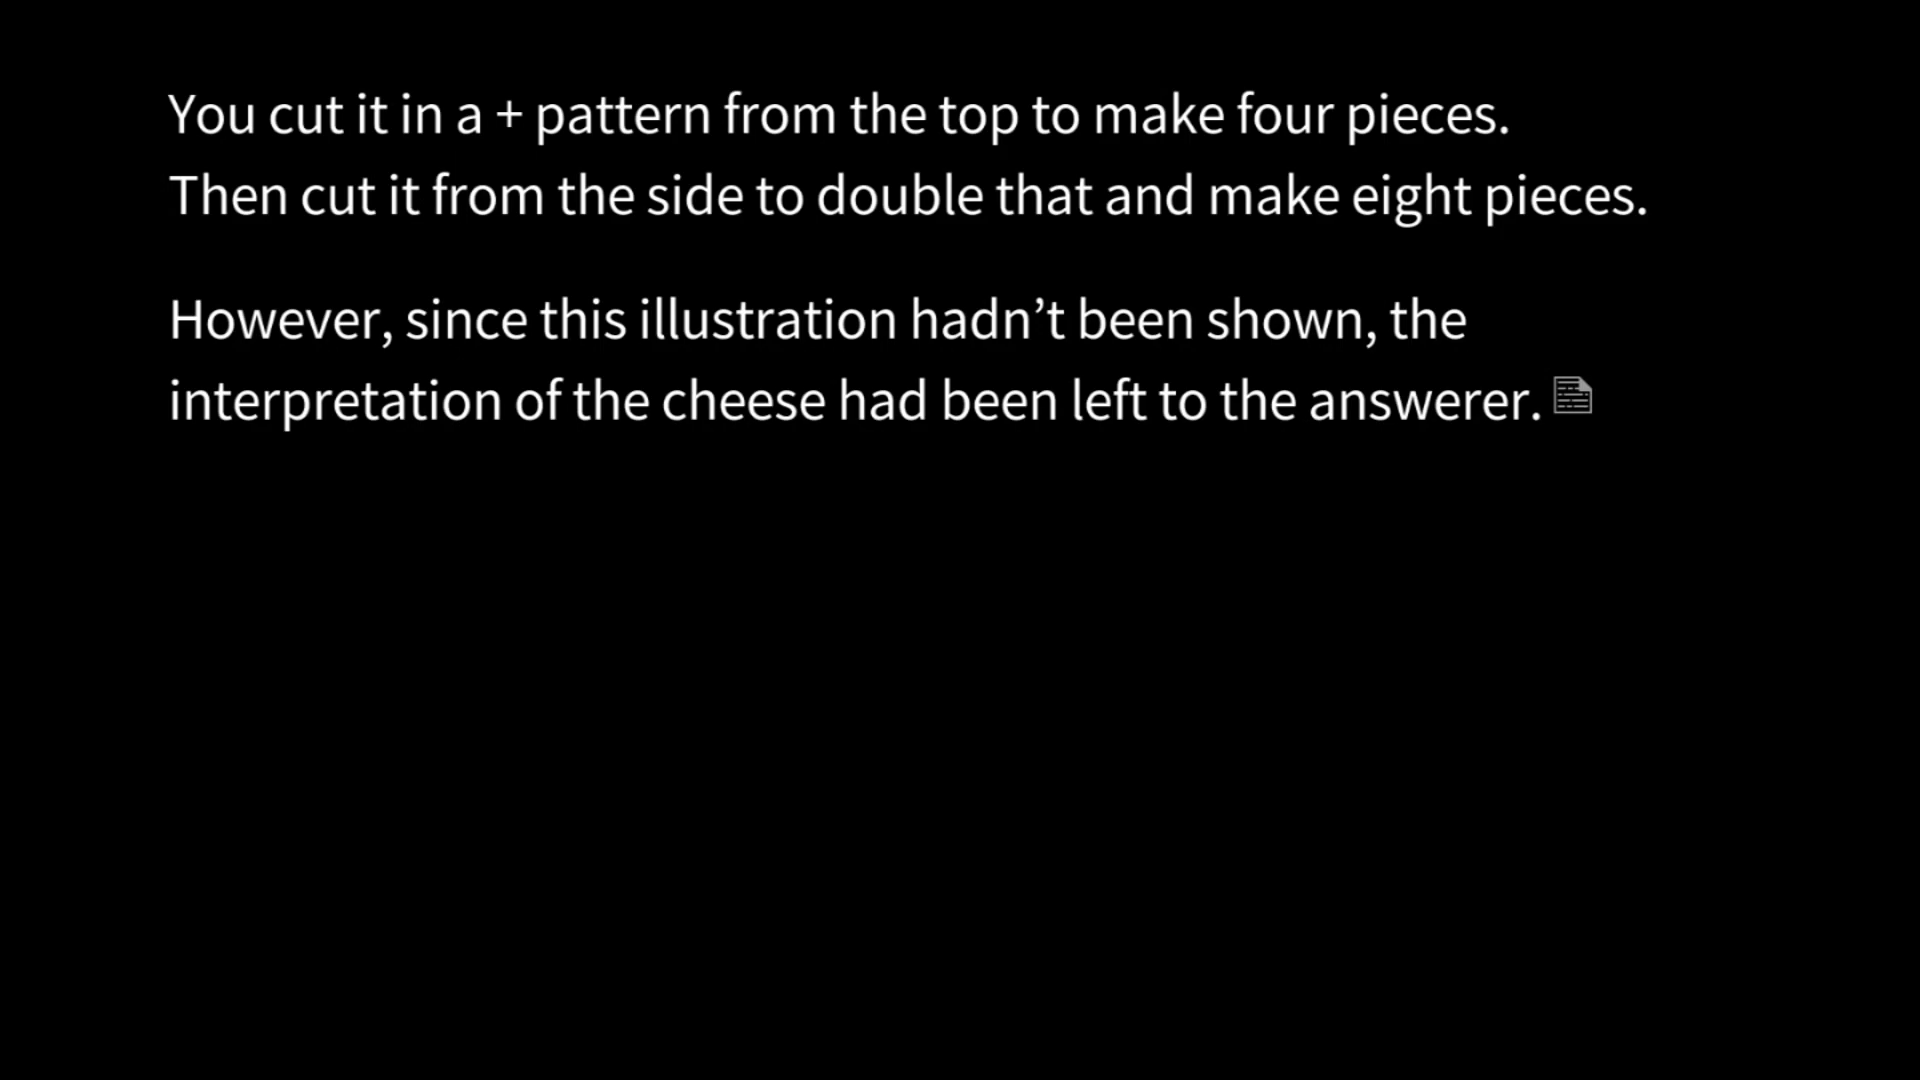 You cut it in a + pattern from the top to make four pieces.
Then cut it from the side to double that and make eight pieces.
However, since this illustration hadn’t been shown, the
interpretation of the cheese had been left to the answerer.